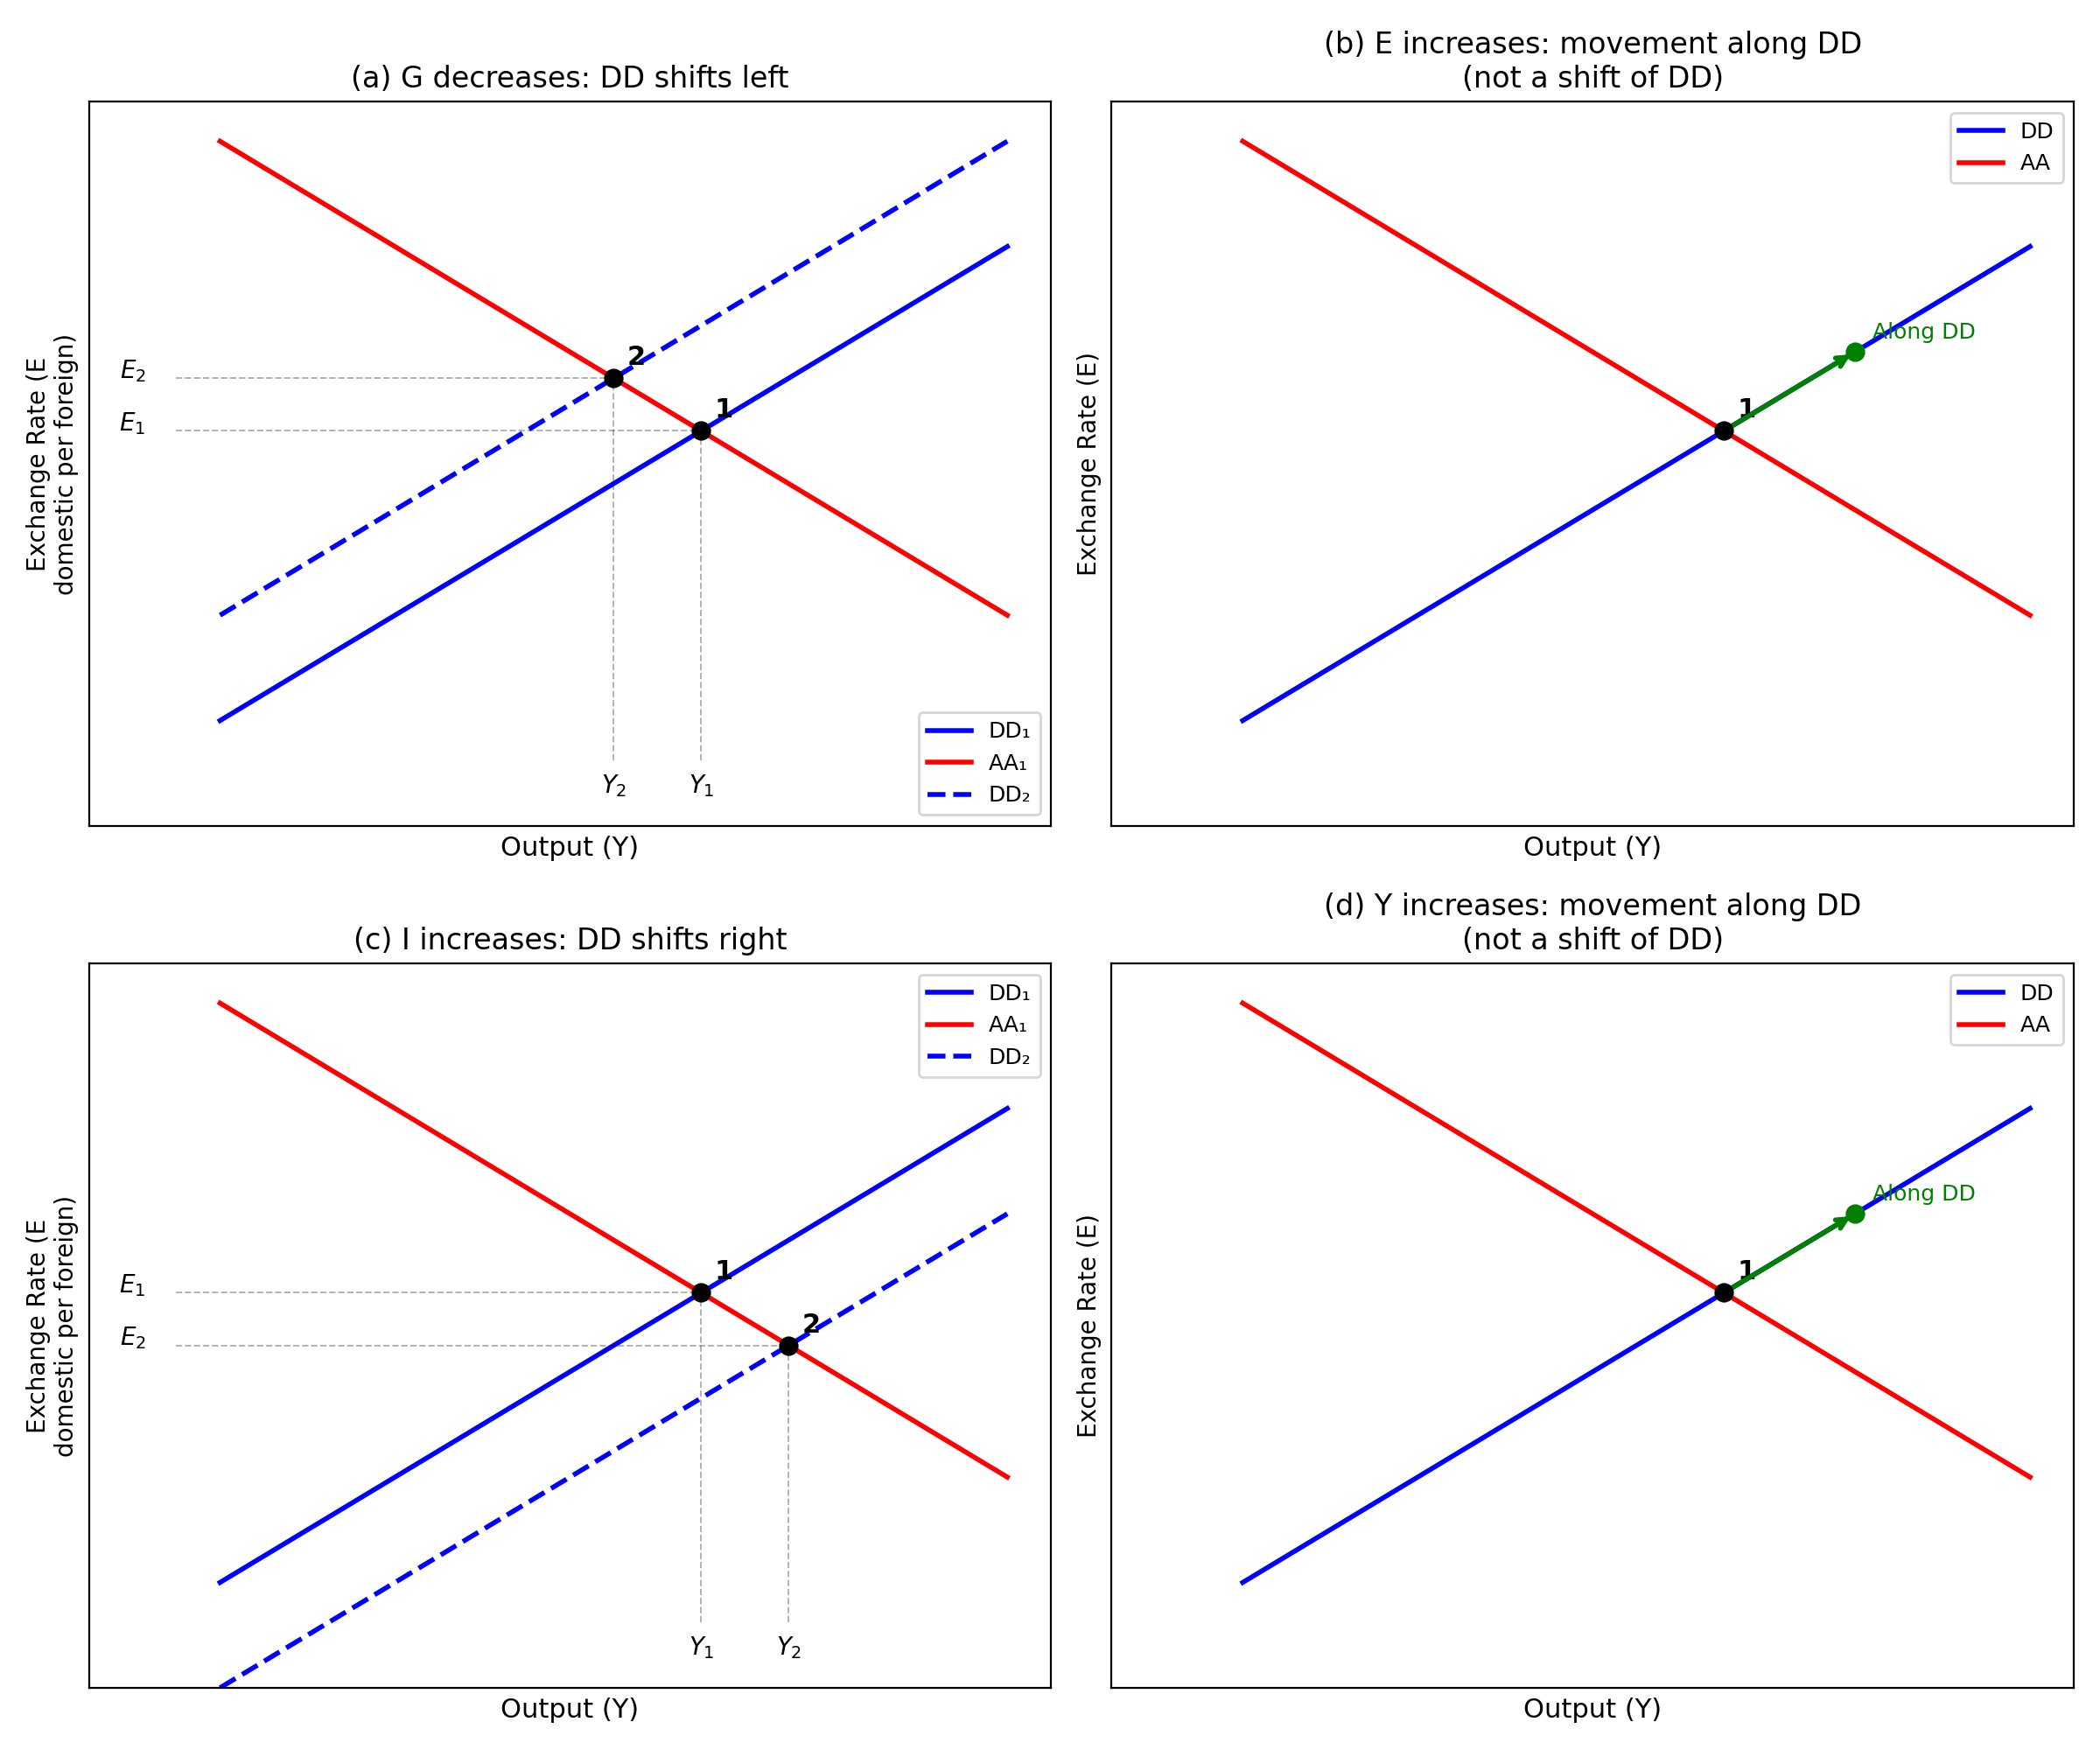 (a) G decreases: DD shifts left
Exchange Rate (E
domestic per foreign)
E₂
E₁
2
1
Y₂
Y₁
DD₁
AA₁
DD₂
Output (Y)
(b) E increases: movement along DD
(not a shift of DD)
Exchange Rate (E)
DD
AA
Along DD
1
Output (Y)
(c) I increases: DD shifts right
Exchange Rate (E
domestic per foreign)
DD₁
AA₁
DD₂
E₁
E₂
1
2
Y₁
Y₂
Output (Y)
(d) Y increases: movement along DD
(not a shift of DD)
Exchange Rate (E)
DD
AA
Along DD
1
Output (Y)